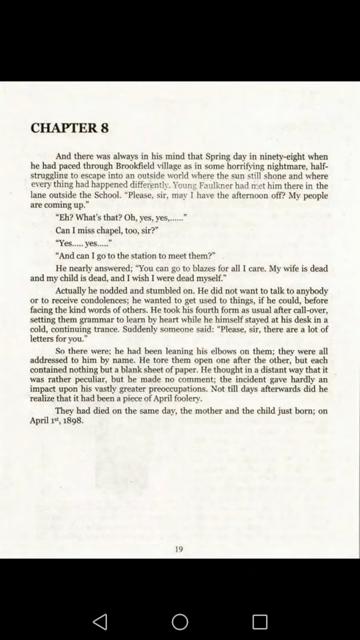 CHAPTER 8
And there was always in his mind that Spring day in ninety-eight when
he had paced through Brookfield village as in some horrifying nightmare, half-
struggling to escape into an outside world where the sun still shone and where
every thing had happened differently. Young Faulkner had met him there in the
lane outside the School. “Please, sir, may I have the afternoon off? My people
are coming up.”
“Eh? What's that? Oh, yes, yes,......”
Can I miss chapel, too, sir?”
“Yes..... yes.....”
“And can I go to the station to meet them?”
He nearly answered; “You can go to blazes for all I care. My wife is dead
and my child is dead, and I wish I were dead myself.”
Actually he nodded and stumbled on. He did not want to talk to anybody
or to receive condolences; he wanted to get used to things, if he could, before
facing the kind words of others. He took his fourth form as usual after call-over,
setting them grammar to learn by heart while he himself stayed at his desk in a
cold, continuing trance. Suddenly someone said: “Please, sir, there are a lot of
letters for you.”
So there were; he had been leaning his elbows on them; they were all
addressed to him by name. He tore them open one after the other, but each
contained nothing but a blank sheet of paper. He thought in a distant way that it
was rather peculiar, but he made no comment; the incident gave hardly an
impact upon his vastly greater preoccupations. Not till days afterwards did he
realize that it had been a piece of April foolery.
They had died on the same day, the mother and the child just born; on
April 1st, 1898.
19